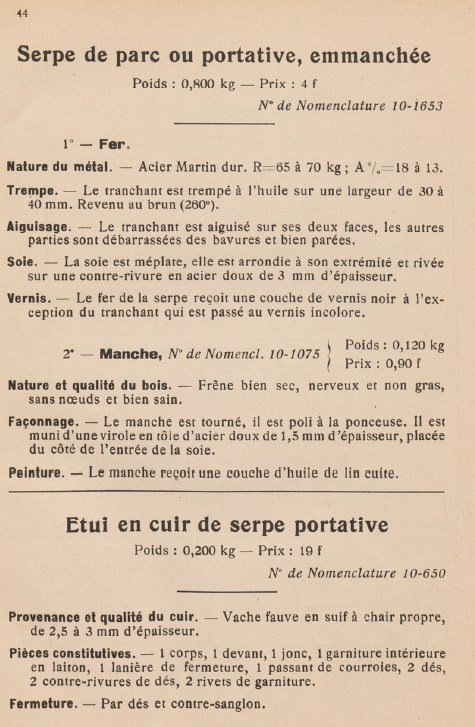 44
Serpe de parc ou portative, emmanchée
Poids : 0,800 kg — Prix : 4 f
N° de Nomenclature 10-1653
1° — Fer.
Nature du métal. — Acier Martin dur. R=65 à 70 kg ; A °/₀=18 à 13.
Trempe. — Le tranchant est trempé à l'huile sur une largeur de 30 à
40 mm. Revenu au brun (260°).
Aiguisage. — Le tranchant est aiguisé sur ses deux faces, les autres
parties sont débarrassées des bavures et bien parées.
Soie. — La soie est méplate, elle est arrondie à son extrémité et rivée
sur une contre-rivure en acier doux de 3 mm d'épaisseur.
Vernis. — Le fer de la serpe reçoit une couche de vernis noir à l'ex-
ception du tranchant qui est passé au vernis incolore.
2° — Manche, N° de Nomencl. 10-1075 } Poids : 0,120 kg
Prix : 0,90 f
Nature et qualité du bois. — Frêne bien sec, nerveux et non gras,
sans nœuds et bien sain.
Façonnage. — Le manche est tourné, il est poli à la ponceuse. Il est
muni d'une virole en tôle d'acier doux de 1,5 mm d'épaisseur, placée
du côté de l'entrée de la soie.
Peinture. — Le manche reçoit une couche d'huile de lin cuite.
Etui en cuir de serpe portative
Poids : 0,200 kg — Prix : 19 f
N° de Nomenclature 10-650
Provenance et qualité du cuir. — Vache fauve en suif à chair propre,
de 2,5 à 3 mm d'épaisseur.
Pièces constitutives. — 1 corps, 1 devant, 1 jonc, 1 garniture intérieure
en laiton, 1 lanière de fermeture, 1 passant de courroies, 2 dés,
2 contre-rivures de dés, 2 rivets de garniture.
Fermeture. — Par dés et contre-sanglon.